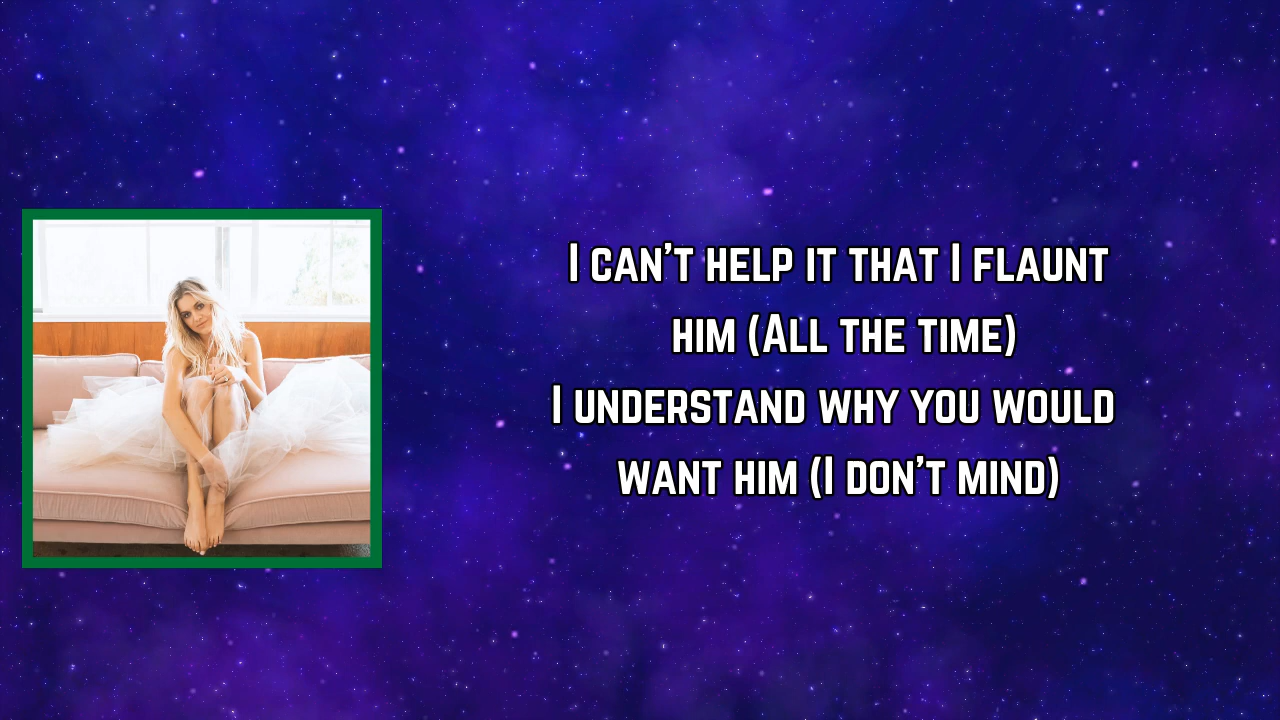 I can't help it that I flaunt
him (All the time)
I understand why you would
want him (I don't mind)